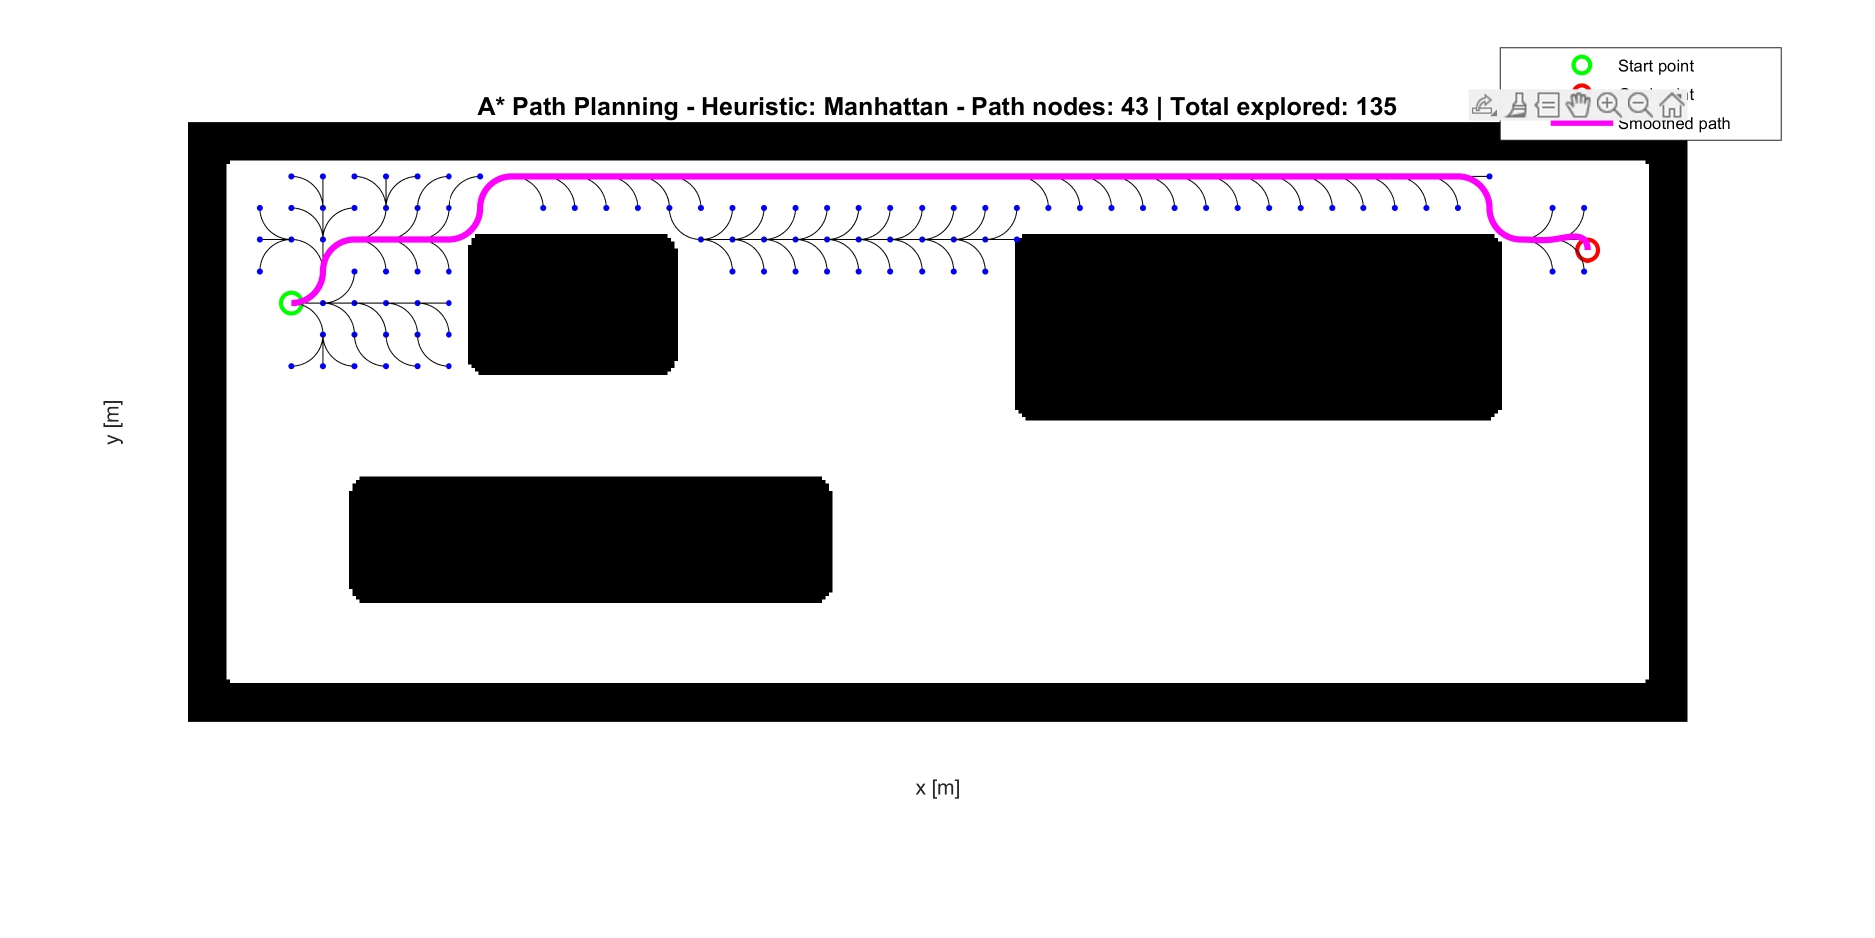 Start point
A* Path Planning - Heuristic: Manhattan - Path nodes: 43 | Total explored: 135
Smoothed path
y [m]
x [m]